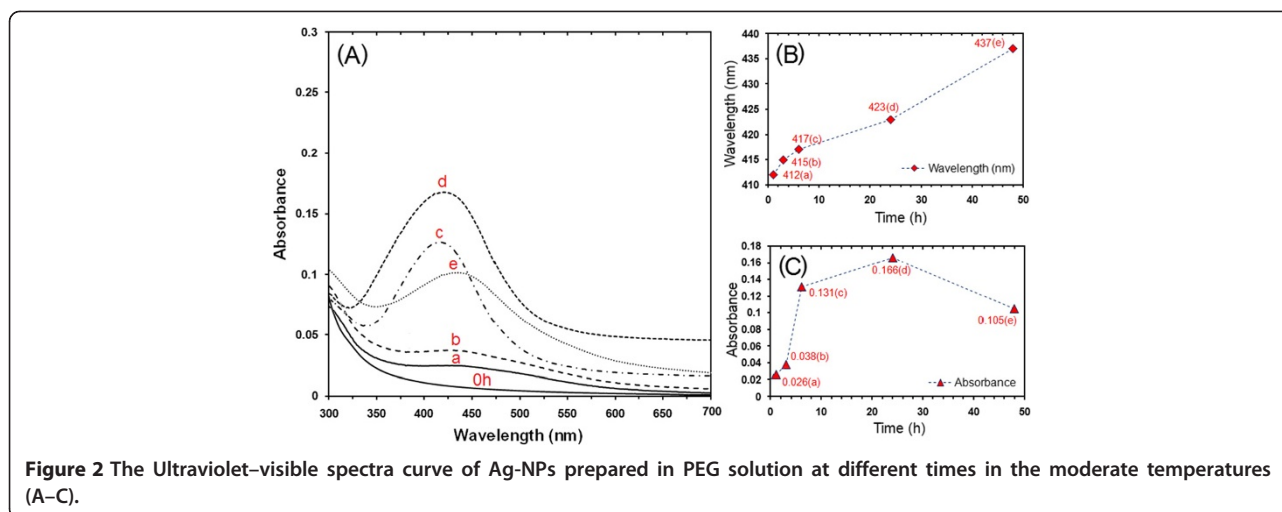 (A)
0.3
0.25
0.2
0.15
0.1
0.05
0
Absorbance
d
c
e
b
a
0h
300 350 400 450 500 550 600 650 700
Wavelength (nm)
(B)
440
435
430
425
420
415
410
Wavelength (nm)
437(e)
423(d)
417(c)
415(b)
412(a)
Wavelength (nm)
0 10 20 30 40 50
Time (h)
(C)
0.18
0.16
0.14
0.12
0.10
0.08
0.06
0.04
0.02
0
Absorbance
0.166(d)
0.131(c)
0.105(e)
0.038(b)
0.026(a)
Absorbance
0 10 20 30 40 50
Time (h)
Figure 2 The Ultraviolet–visible spectra curve of Ag-NPs prepared in PEG solution at different times in the moderate temperatures
(A–C).